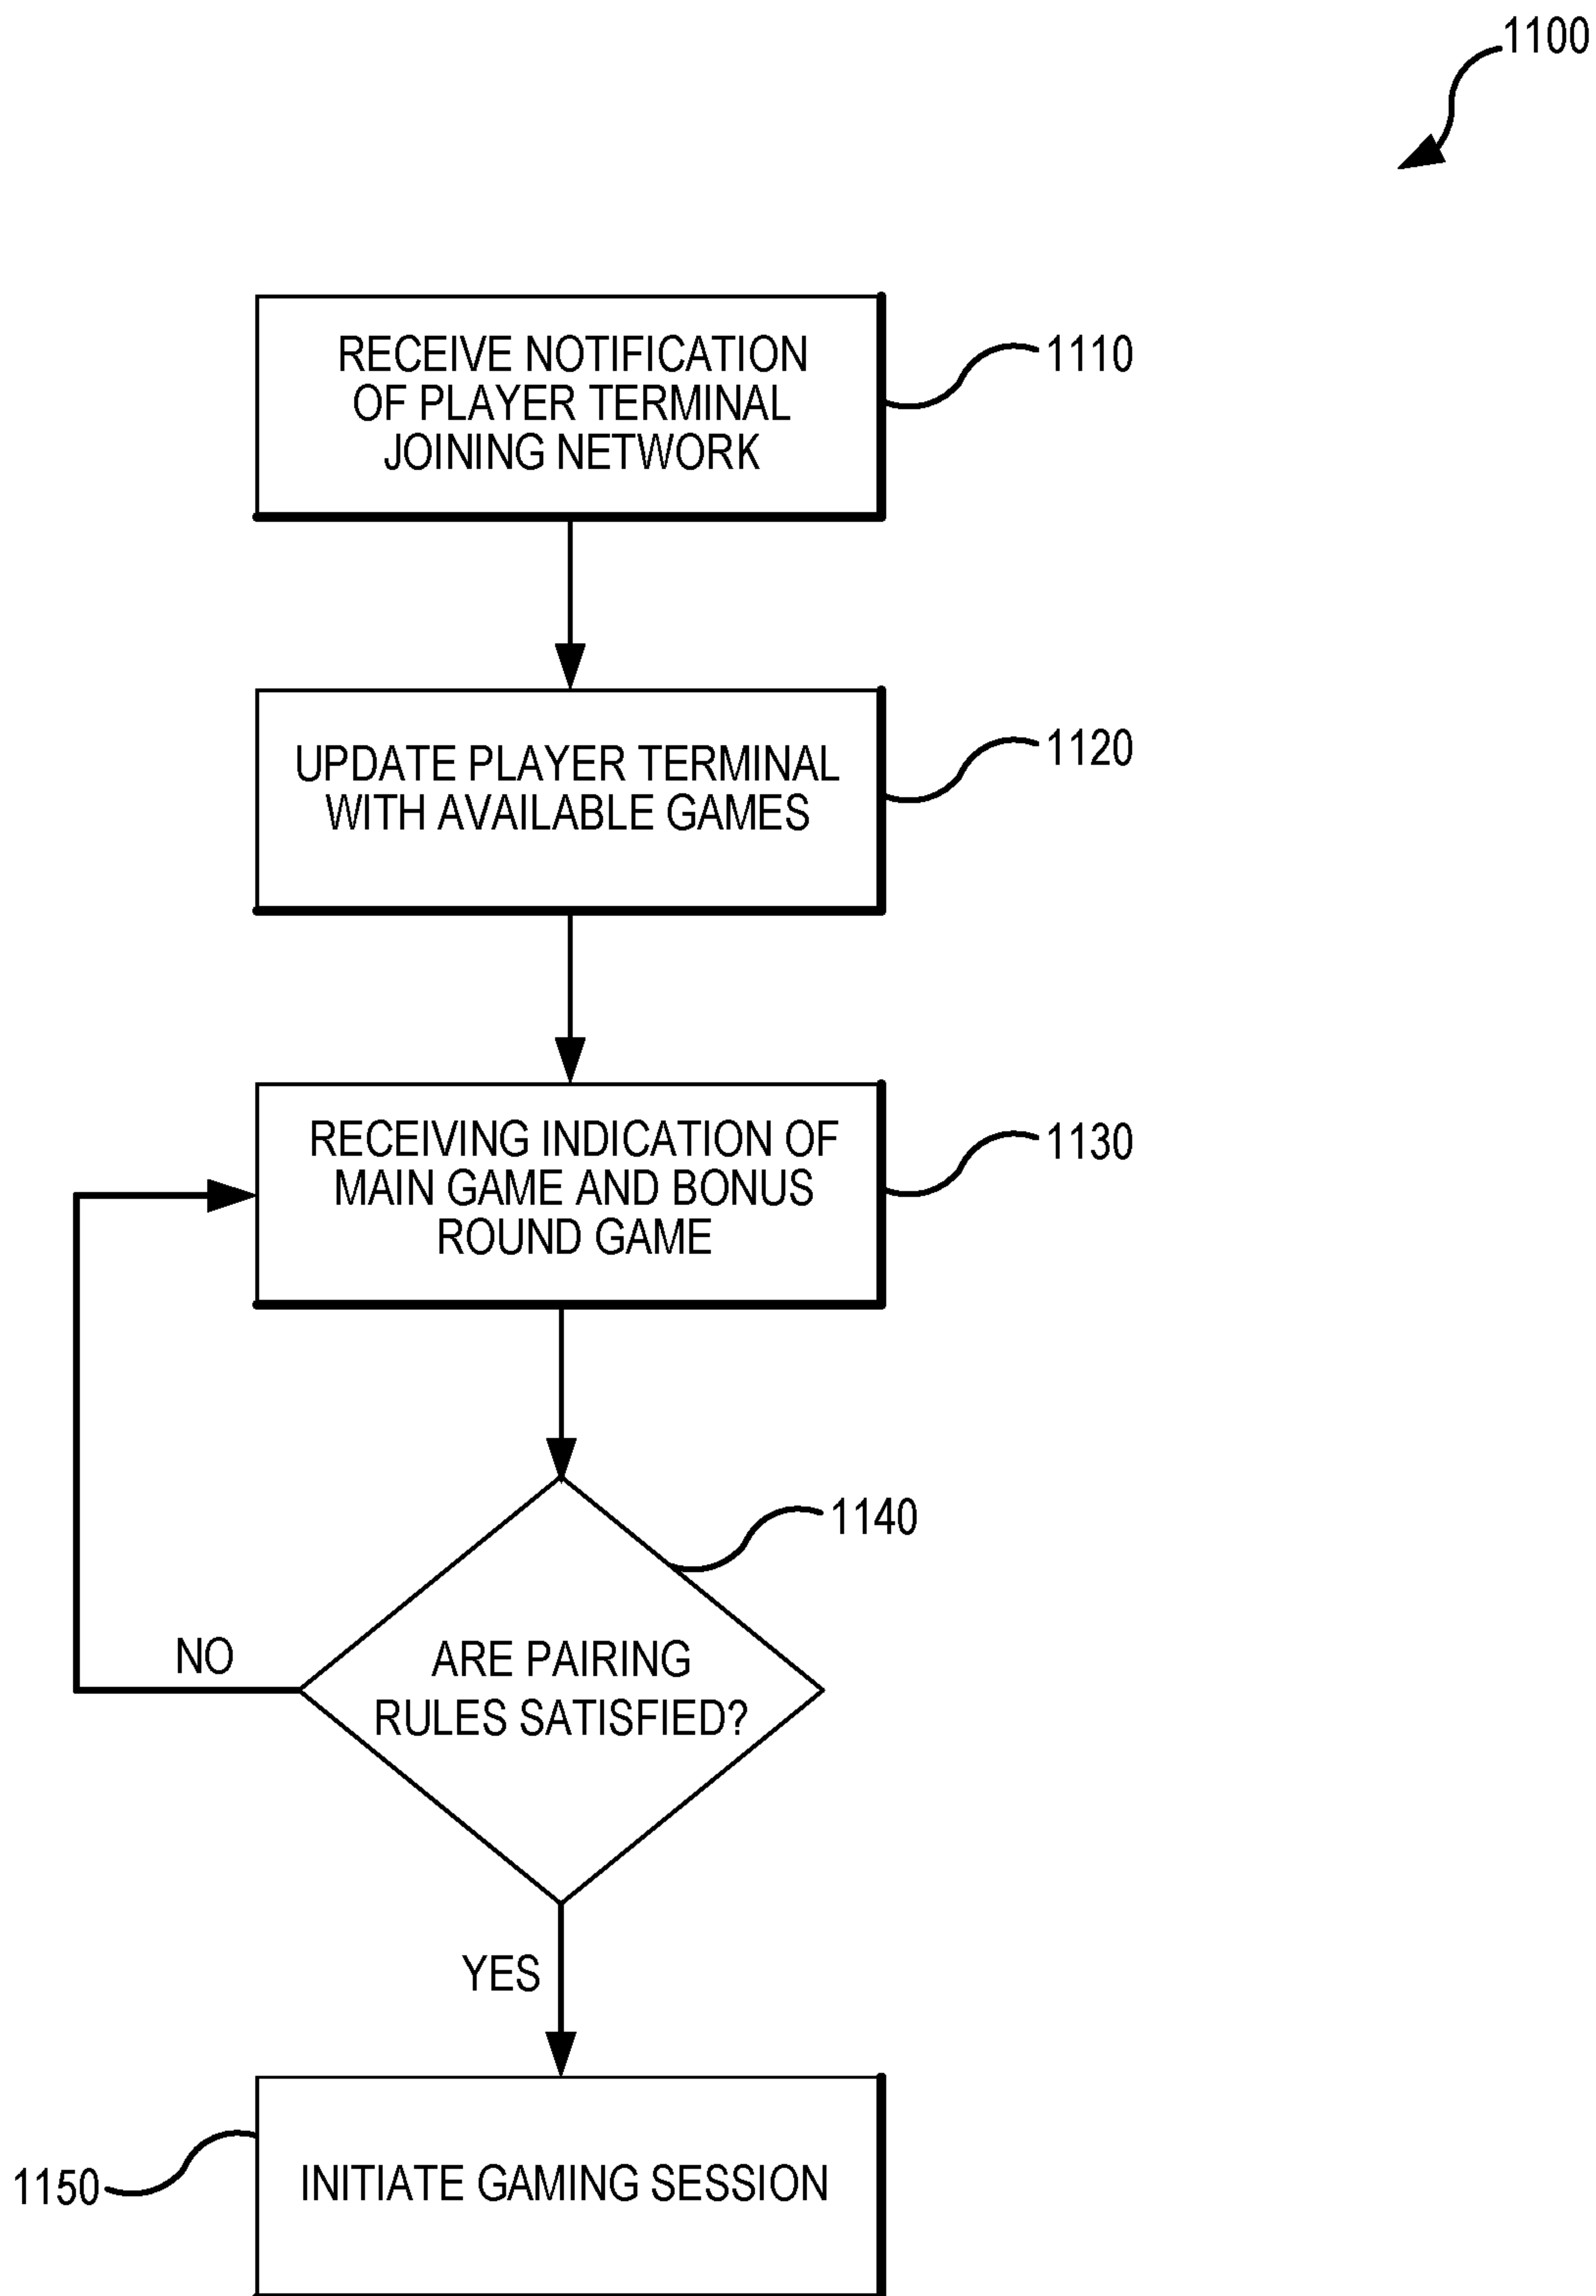 1100
RECEIVE NOTIFICATION
OF PLAYER TERMINAL
JOINING NETWORK
1110
UPDATE PLAYER TERMINAL
WITH AVAILABLE GAMES
1120
RECEIVING INDICATION OF
MAIN GAME AND BONUS
ROUND GAME
1130
1140
ARE PAIRING
RULES SATISFIED?
NO
YES
1150
INITIATE GAMING SESSION